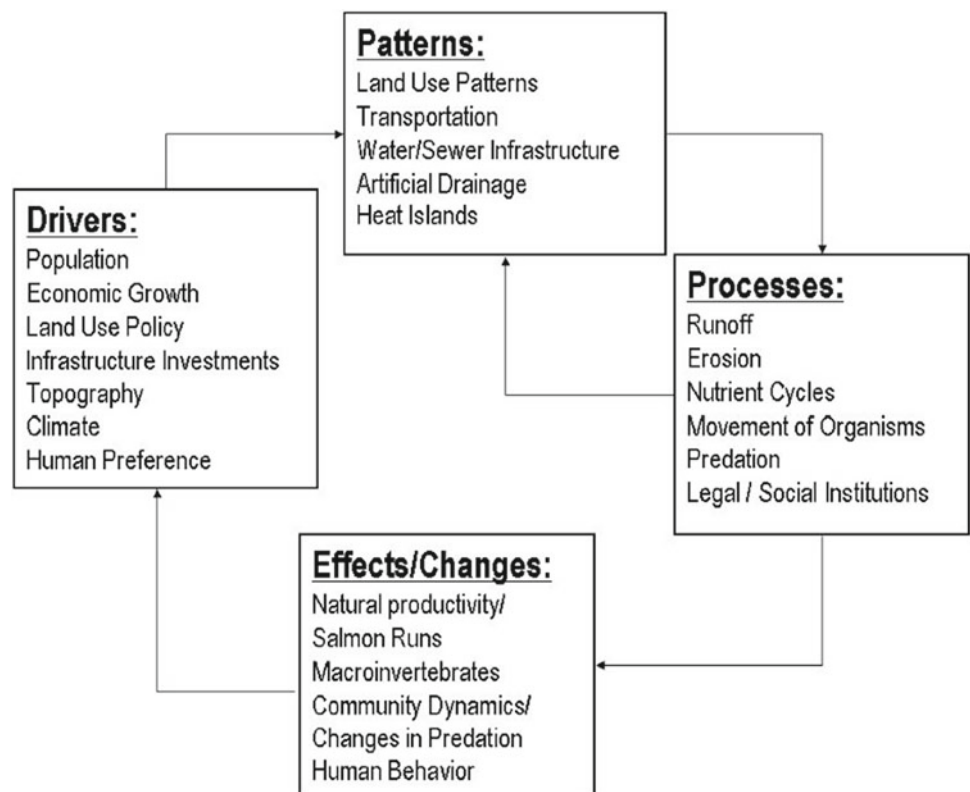 Patterns:
Land Use Patterns
Transportation
Water/Sewer Infrastructure
Artificial Drainage
Heat Islands
Drivers:
Population
Economic Growth
Land Use Policy
Infrastructure Investments
Topography
Climate
Human Preference
Processes:
Runoff
Erosion
Nutrient Cycles
Movement of Organisms
Predation
Legal / Social Institutions
Effects/Changes:
Natural productivity/
Salmon Runs
Macroinvertebrates
Community Dynamics/
Changes in Predation
Human Behavior